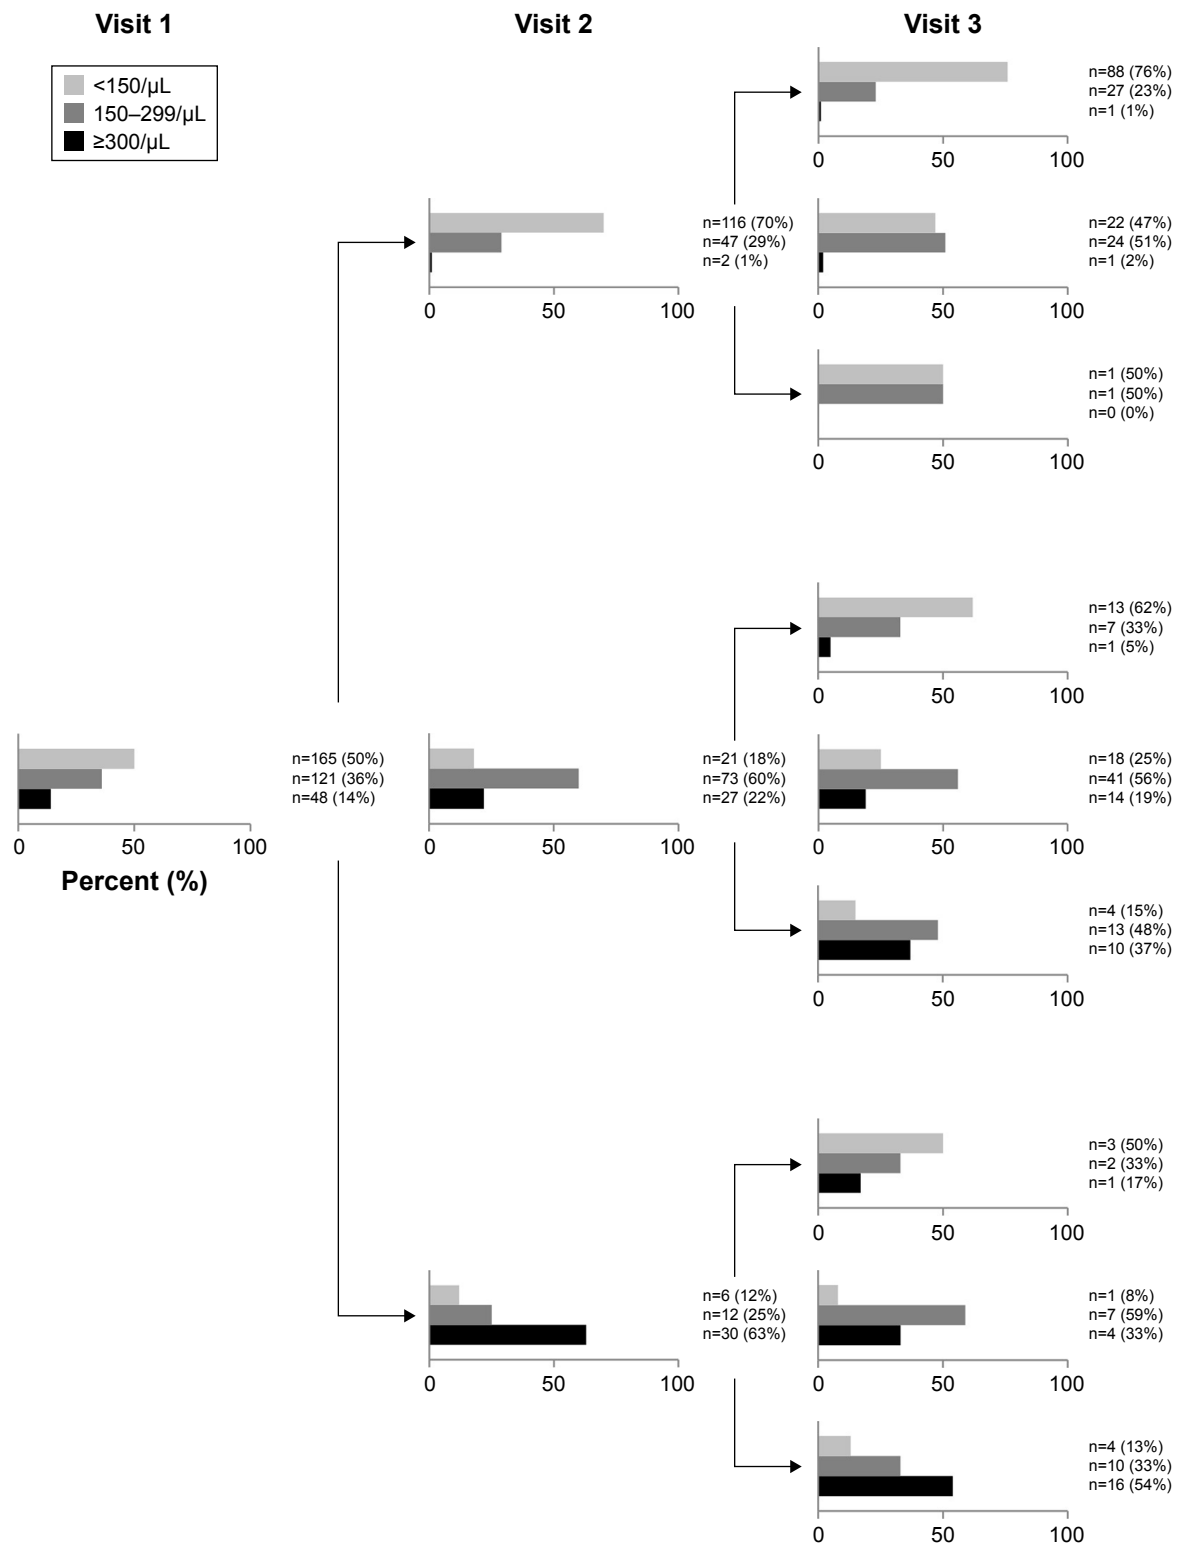 Visit 1
Visit 2
Visit 3
<150/μL
150–299/μL
≥300/μL
n=88 (76%)
n=27 (23%)
n=1 (1%)
0 50 100
n=116 (70%)
n=47 (29%)
n=2 (1%)
0 50 100
n=22 (47%)
n=24 (51%)
n=1 (2%)
0 50 100
n=1 (50%)
n=1 (50%)
n=0 (0%)
0 50 100
n=13 (62%)
n=7 (33%)
n=1 (5%)
0 50 100
n=165 (50%)
n=121 (36%)
n=48 (14%)
0 50 100
Percent (%)
n=21 (18%)
n=73 (60%)
n=27 (22%)
0 50 100
n=18 (25%)
n=41 (56%)
n=14 (19%)
0 50 100
n=4 (15%)
n=13 (48%)
n=10 (37%)
0 50 100
n=3 (50%)
n=2 (33%)
n=1 (17%)
0 50 100
n=6 (12%)
n=12 (25%)
n=30 (63%)
0 50 100
n=1 (8%)
n=7 (59%)
n=4 (33%)
0 50 100
n=4 (13%)
n=10 (33%)
n=16 (54%)
0 50 100